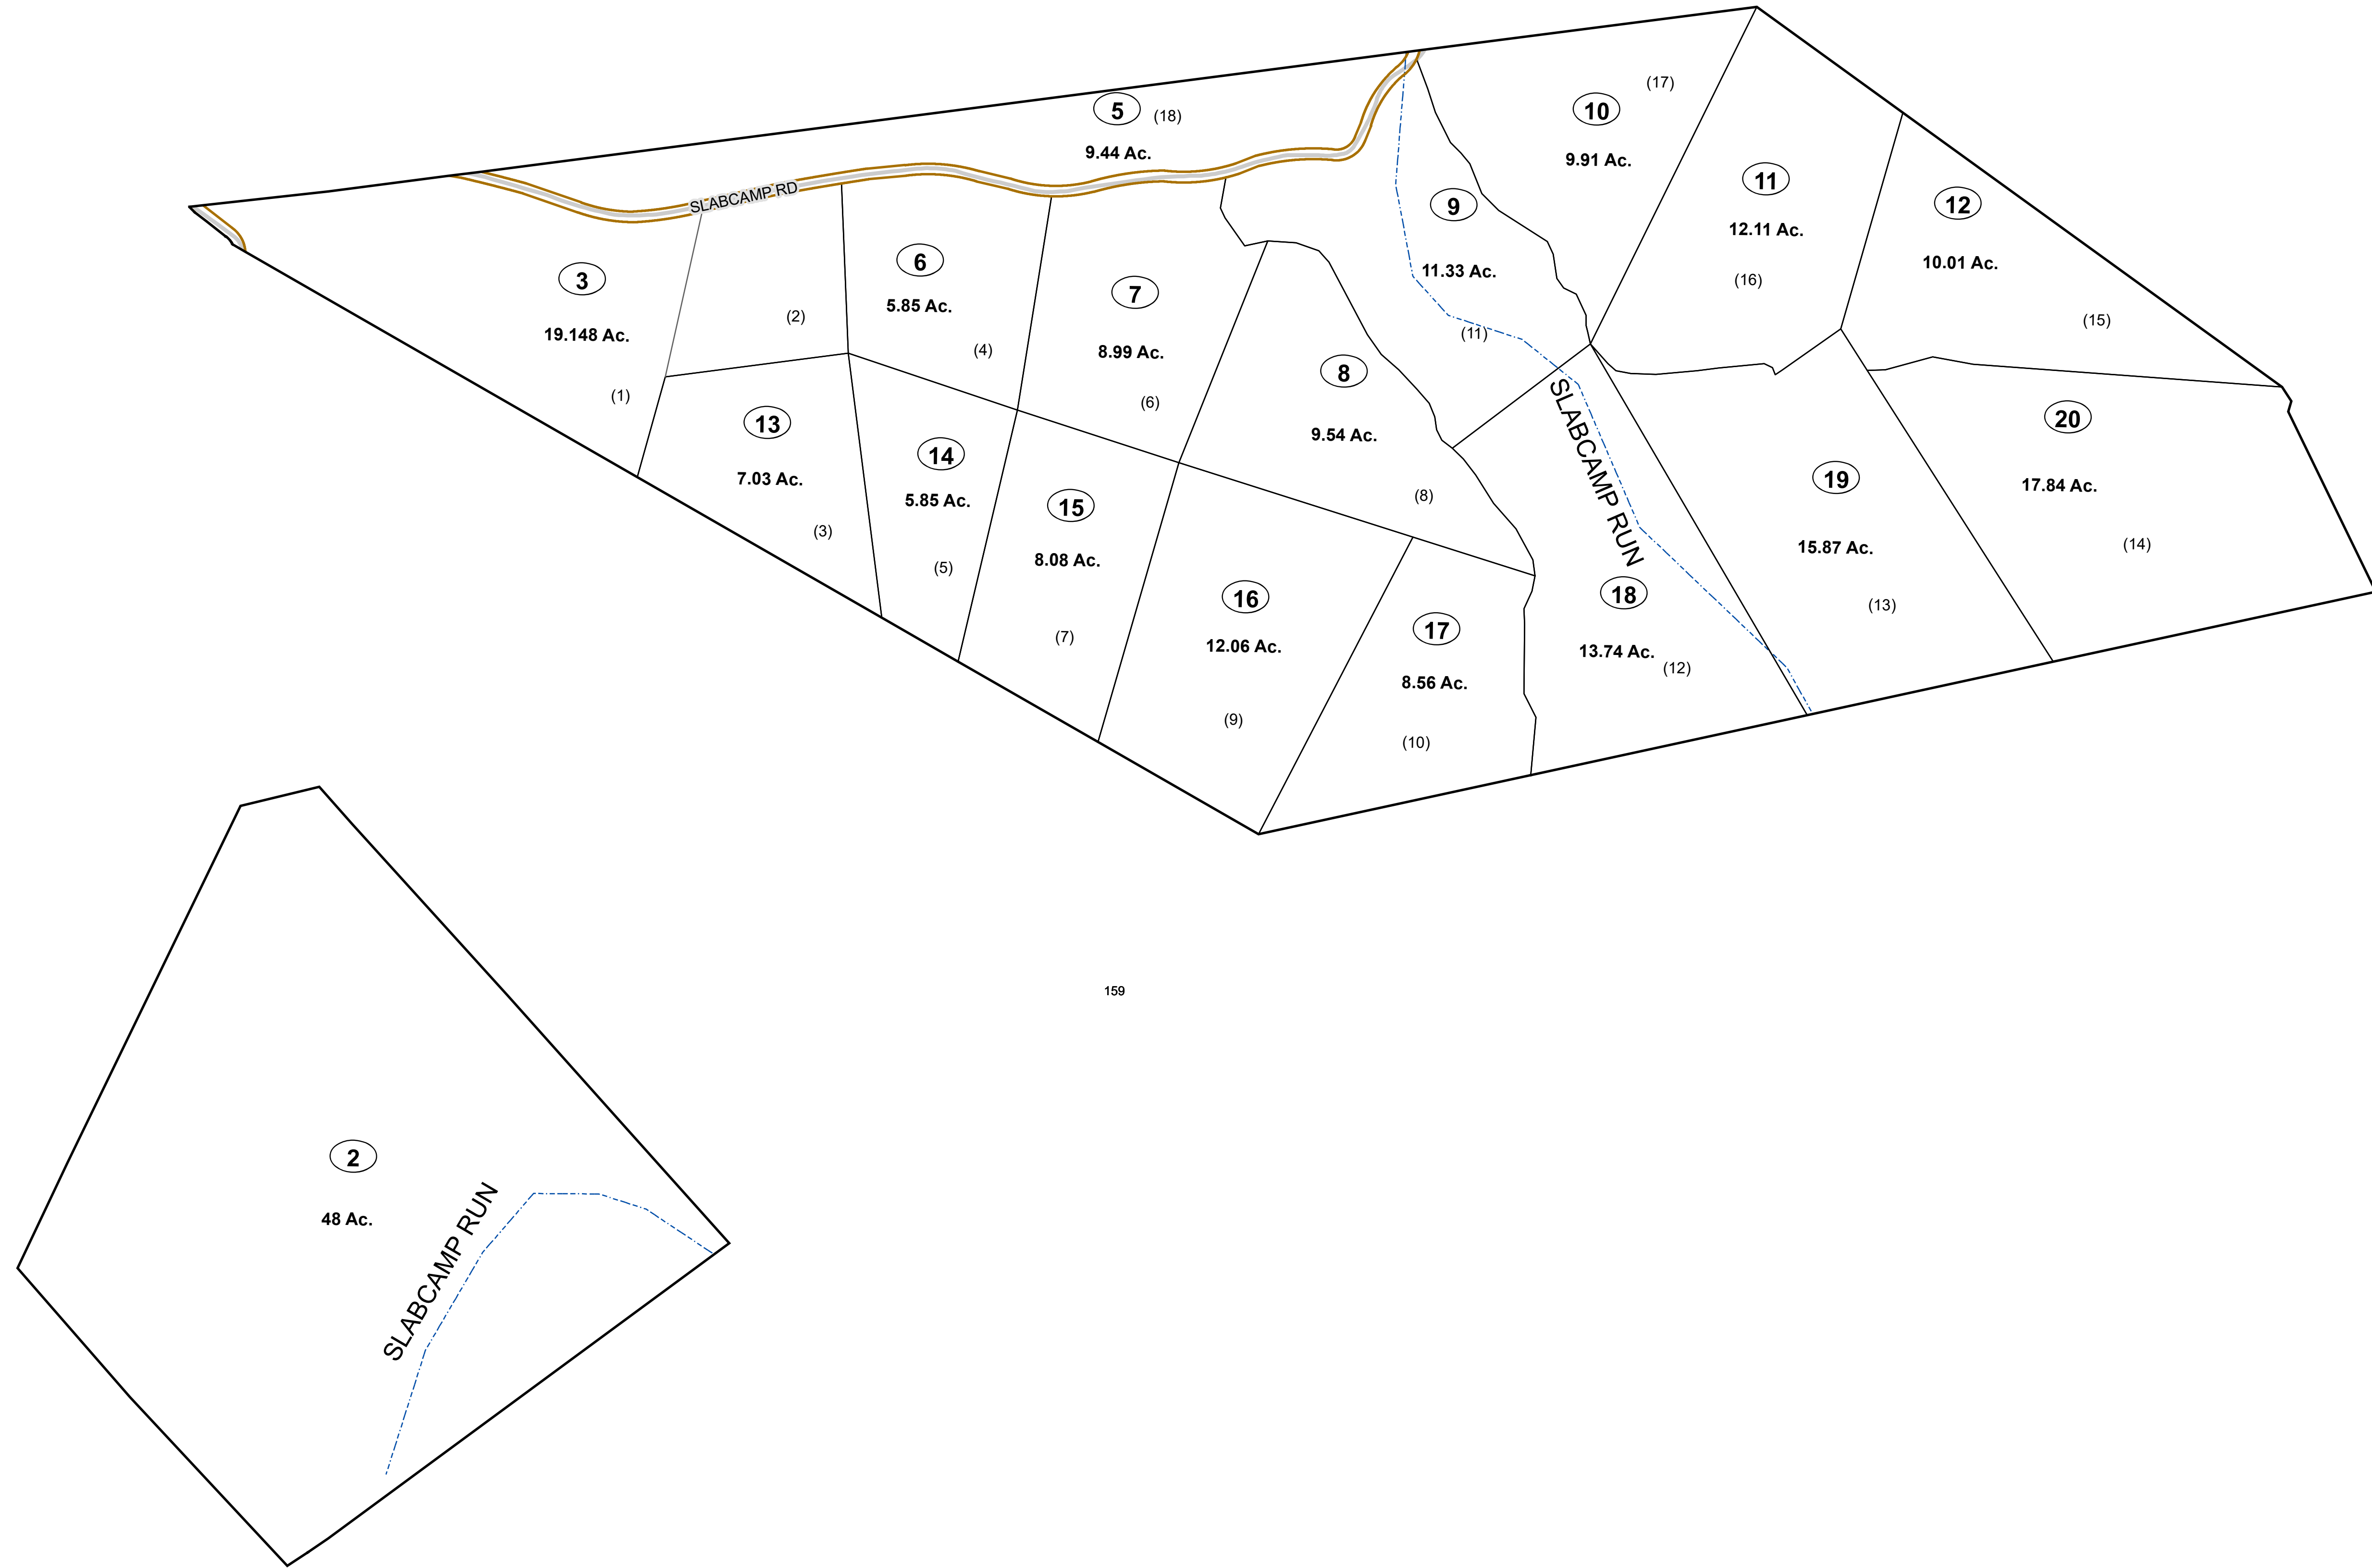 5
(18)
9.44 Ac.
SLABCAMP RD
10
(17)
9.91 Ac.
11
12.11 Ac.
(16)
12
10.01 Ac.
(15)
9
11.33 Ac.
(11)
3
19.148 Ac.
(1)
(2)
6
5.85 Ac.
(4)
7
8.99 Ac.
(6)
8
9.54 Ac.
(8)
13
7.03 Ac.
(3)
14
5.85 Ac.
(5)
15
8.08 Ac.
(7)
16
12.06 Ac.
(9)
17
8.56 Ac.
(10)
SLABCAMP RUN
18
13.74 Ac.
(12)
19
15.87 Ac.
(13)
20
17.84 Ac.
(14)
159
2
48 Ac.
SLABCAMP RUN